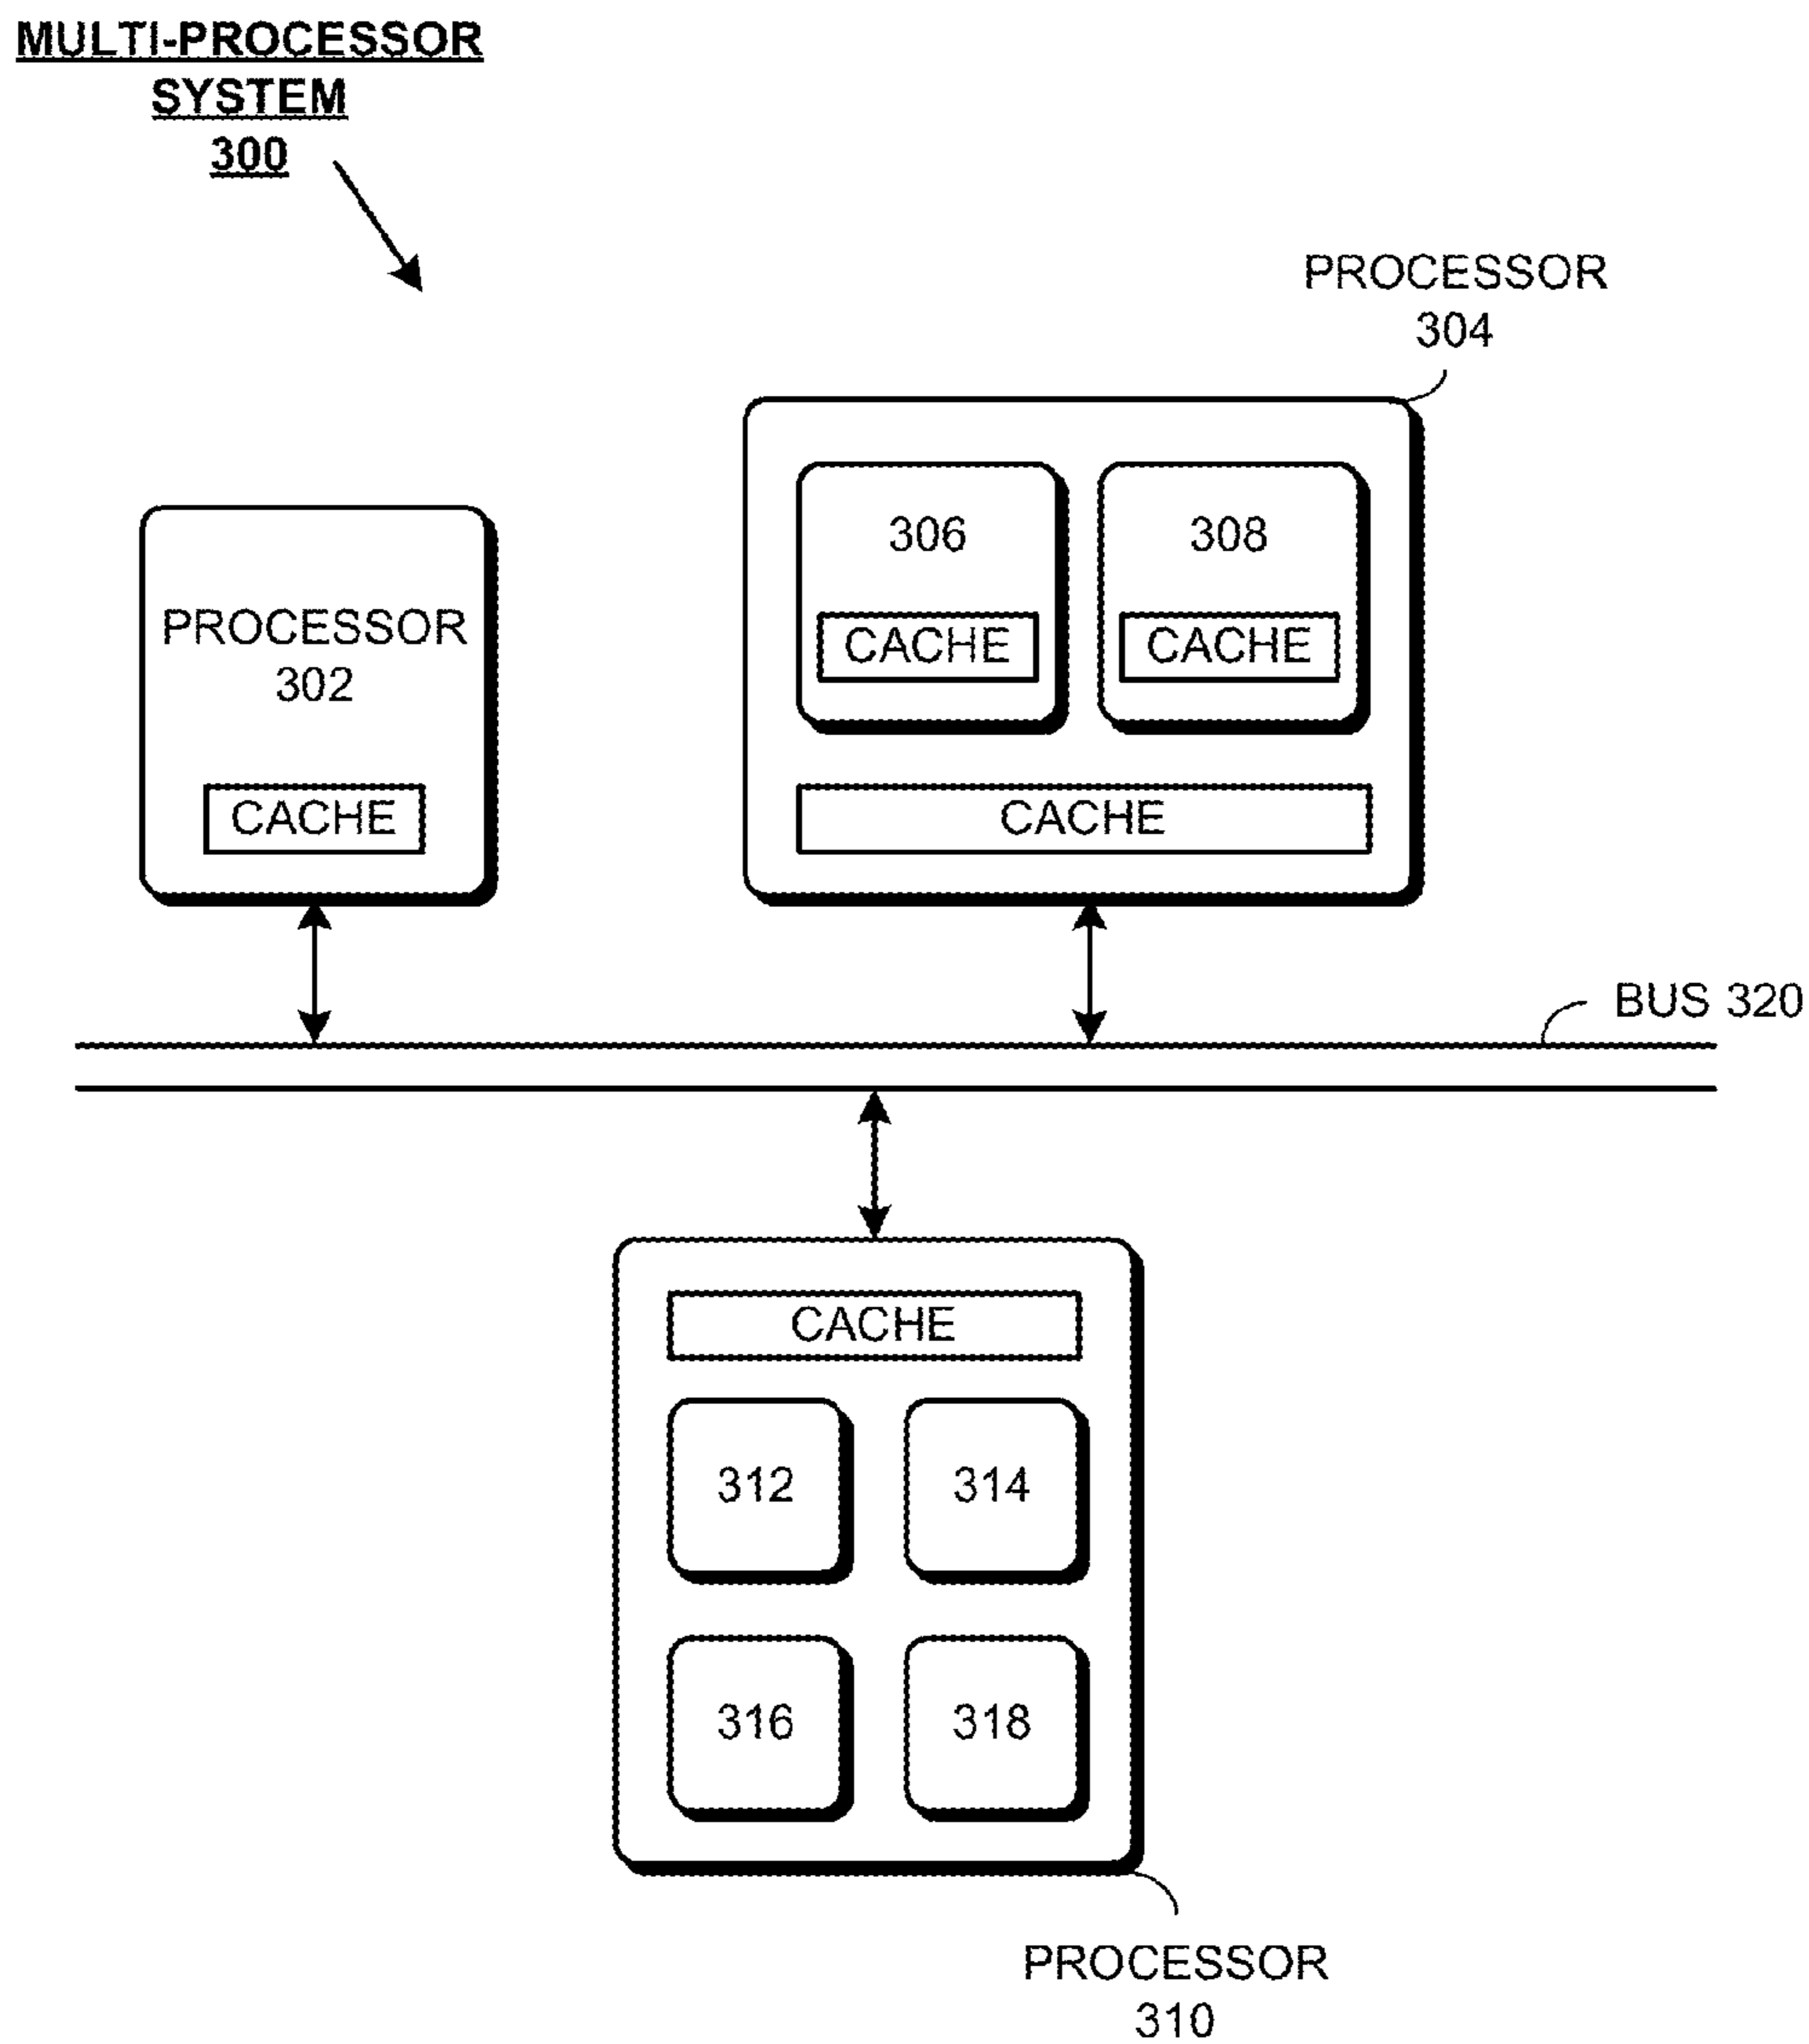 MULTI-PROCESSOR
SYSTEM
300
PROCESSOR
304
306
308
CACHE
CACHE
PROCESSOR
302
CACHE
CACHE
BUS 320
CACHE
312
314
316
318
PROCESSOR
310